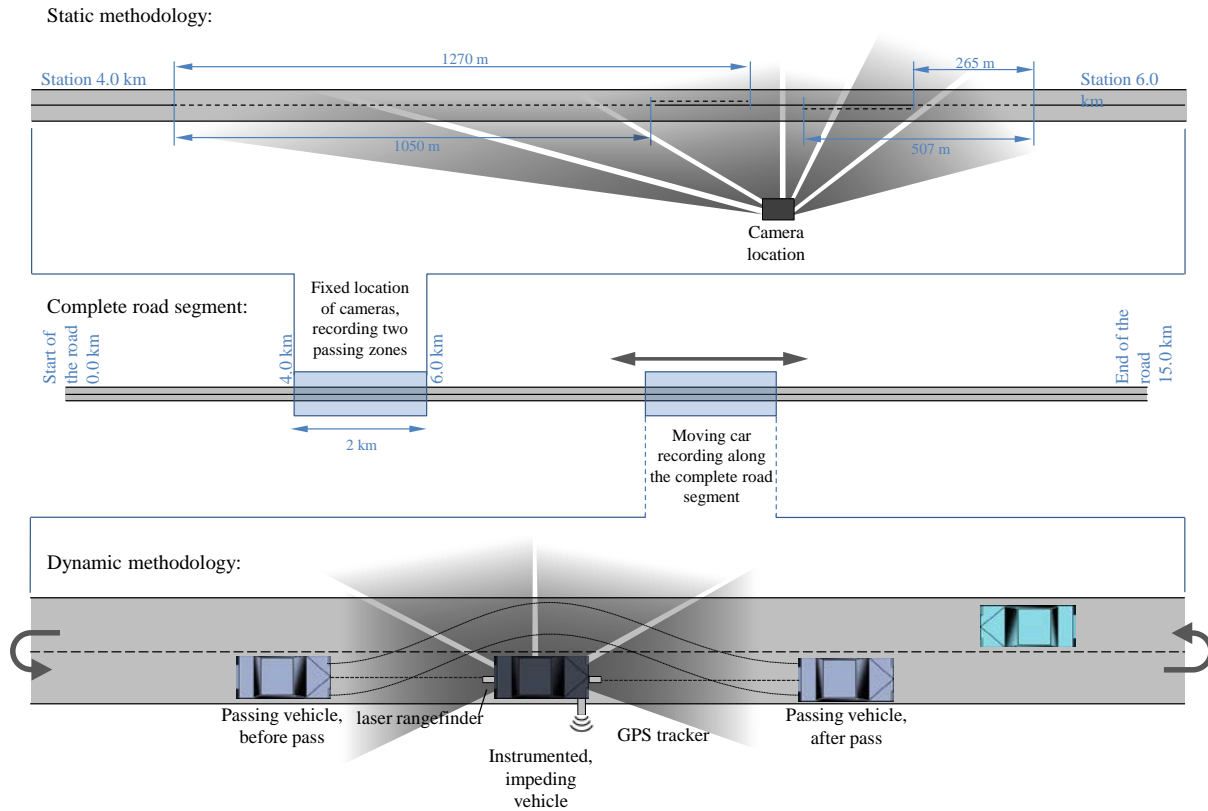 Static methodology:
1270 m
265 m
Station 4.0 km
Station 6.0
km
1050 m
507 m
Camera
location
Complete road segment:
Fixed location
of cameras,
recording two
passing zones
Start of
the road
0.0 km
4.0 km
6.0 km
End of the
road
15.0 km
2 km
Moving car
recording along
the complete road
segment
Dynamic methodology:
Passing vehicle,
before pass
laser rangefinder
Instrumented,
impeding
vehicle
GPS tracker
Passing vehicle,
after pass